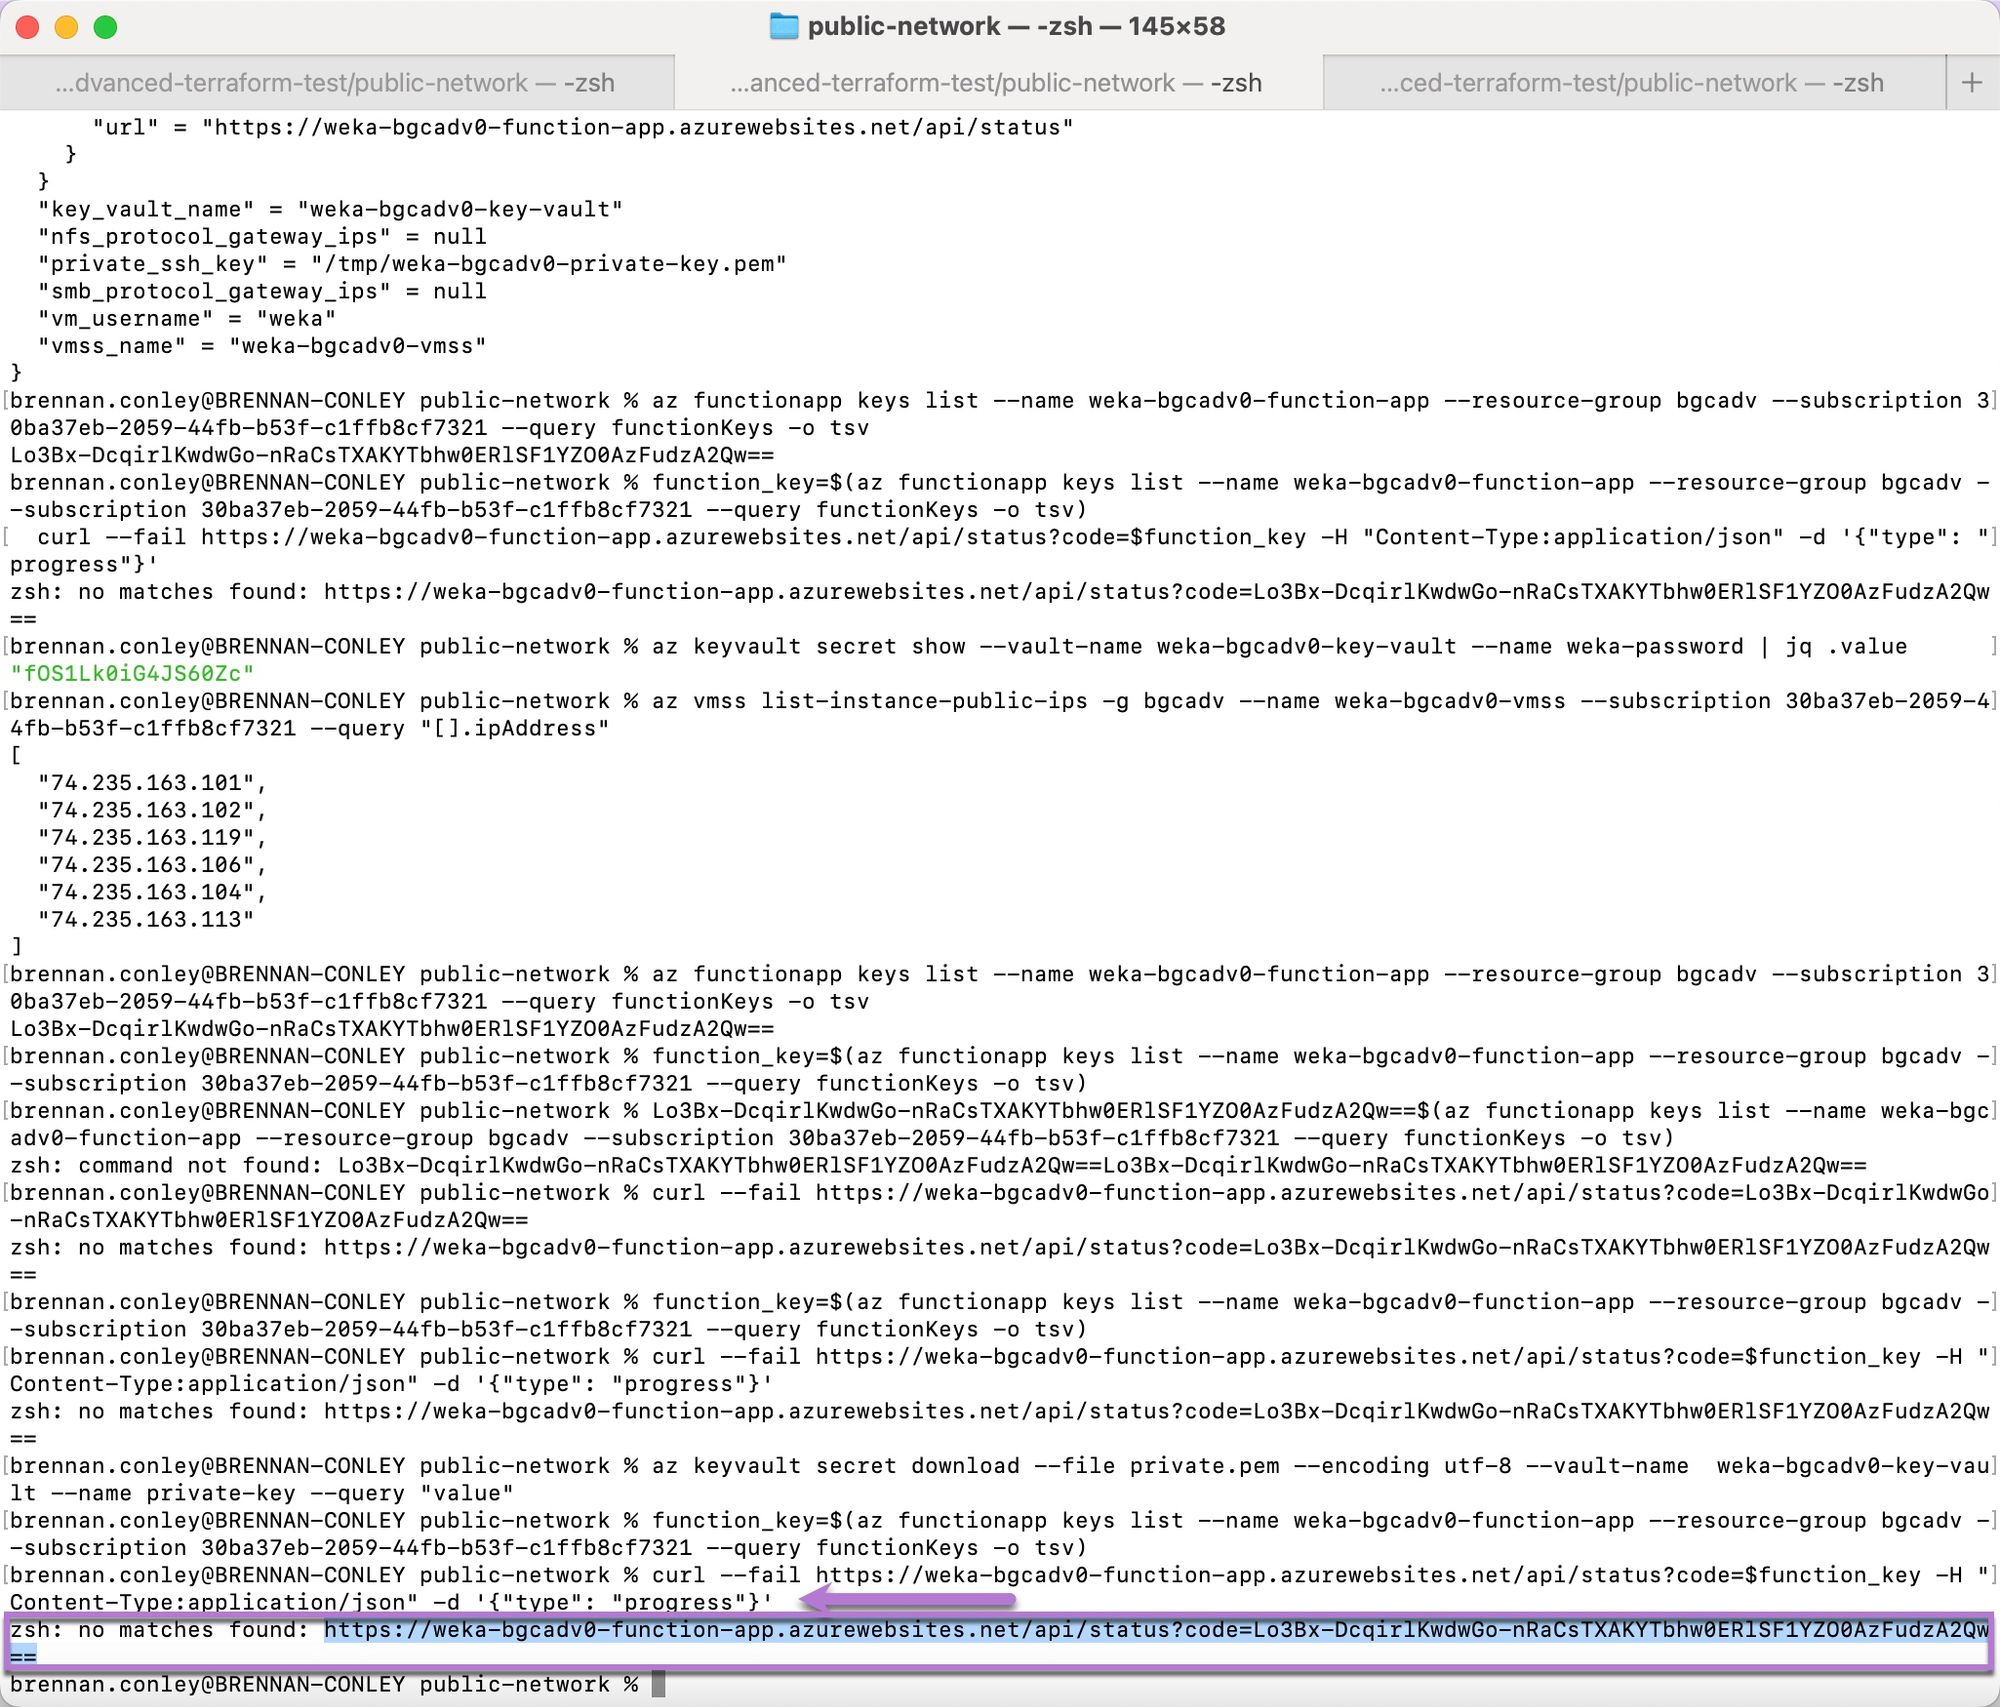 public-network — -zsh — 145×58
...dvanced-terraform-test/public-network — -zsh
...anced-terraform-test/public-network — -zsh
...ced-terraform-test/public-network — -zsh
+
      "url" = "https://weka-bgcadv0-function-app.azurewebsites.net/api/status"
    }
  }
  "key_vault_name" = "weka-bgcadv0-key-vault"
  "nfs_protocol_gateway_ips" = null
  "private_ssh_key" = "/tmp/weka-bgcadv0-private-key.pem"
  "smb_protocol_gateway_ips" = null
  "vm_username" = "weka"
  "vmss_name" = "weka-bgcadv0-vmss"
}
[brennan.conley@BRENNAN-CONLEY public-network % az functionapp keys list --name weka-bgcadv0-function-app --resource-group bgcadv --subscription 3]
0ba37eb-2059-44fb-b53f-c1ffb8cf7321 --query functionKeys -o tsv
Lo3Bx-DcqirlKwdwGo-nRaCsTXAKYTbhw0ERlSF1YZO0AzFudzA2Qw==
brennan.conley@BRENNAN-CONLEY public-network % function_key=$(az functionapp keys list --name weka-bgcadv0-function-app --resource-group bgcadv -
-subscription 30ba37eb-2059-44fb-b53f-c1ffb8cf7321 --query functionKeys -o tsv)
[  curl --fail https://weka-bgcadv0-function-app.azurewebsites.net/api/status?code=$function_key -H "Content-Type:application/json" -d '{"type": "]
progress"}'
zsh: no matches found: https://weka-bgcadv0-function-app.azurewebsites.net/api/status?code=Lo3Bx-DcqirlKwdwGo-nRaCsTXAKYTbhw0ERlSF1YZO0AzFudzA2Qw
==
[brennan.conley@BRENNAN-CONLEY public-network % az keyvault secret show --vault-name weka-bgcadv0-key-vault --name weka-password | jq .value      ]
"fOS1Lk0iG4JS60Zc"
[brennan.conley@BRENNAN-CONLEY public-network % az vmss list-instance-public-ips -g bgcadv --name weka-bgcadv0-vmss --subscription 30ba37eb-2059-4]
4fb-b53f-c1ffb8cf7321 --query "[].ipAddress"
[
  "74.235.163.101",
  "74.235.163.102",
  "74.235.163.119",
  "74.235.163.106",
  "74.235.163.104",
  "74.235.163.113"
]
[brennan.conley@BRENNAN-CONLEY public-network % az functionapp keys list --name weka-bgcadv0-function-app --resource-group bgcadv --subscription 3]
0ba37eb-2059-44fb-b53f-c1ffb8cf7321 --query functionKeys -o tsv
Lo3Bx-DcqirlKwdwGo-nRaCsTXAKYTbhw0ERlSF1YZO0AzFudzA2Qw==
[brennan.conley@BRENNAN-CONLEY public-network % function_key=$(az functionapp keys list --name weka-bgcadv0-function-app --resource-group bgcadv -]
-subscription 30ba37eb-2059-44fb-b53f-c1ffb8cf7321 --query functionKeys -o tsv)
[brennan.conley@BRENNAN-CONLEY public-network % Lo3Bx-DcqirlKwdwGo-nRaCsTXAKYTbhw0ERlSF1YZO0AzFudzA2Qw==$(az functionapp keys list --name weka-bgc]
adv0-function-app --resource-group bgcadv --subscription 30ba37eb-2059-44fb-b53f-c1ffb8cf7321 --query functionKeys -o tsv)
zsh: command not found: Lo3Bx-DcqirlKwdwGo-nRaCsTXAKYTbhw0ERlSF1YZO0AzFudzA2Qw==Lo3Bx-DcqirlKwdwGo-nRaCsTXAKYTbhw0ERlSF1YZO0AzFudzA2Qw==
[brennan.conley@BRENNAN-CONLEY public-network % curl --fail https://weka-bgcadv0-function-app.azurewebsites.net/api/status?code=Lo3Bx-DcqirlKwdwGo]
-nRaCsTXAKYTbhw0ERlSF1YZO0AzFudzA2Qw==
zsh: no matches found: https://weka-bgcadv0-function-app.azurewebsites.net/api/status?code=Lo3Bx-DcqirlKwdwGo-nRaCsTXAKYTbhw0ERlSF1YZO0AzFudzA2Qw
==
[brennan.conley@BRENNAN-CONLEY public-network % function_key=$(az functionapp keys list --name weka-bgcadv0-function-app --resource-group bgcadv -]
-subscription 30ba37eb-2059-44fb-b53f-c1ffb8cf7321 --query functionKeys -o tsv)
[brennan.conley@BRENNAN-CONLEY public-network % curl --fail https://weka-bgcadv0-function-app.azurewebsites.net/api/status?code=$function_key -H "]
Content-Type:application/json" -d '{"type": "progress"}'
zsh: no matches found: https://weka-bgcadv0-function-app.azurewebsites.net/api/status?code=Lo3Bx-DcqirlKwdwGo-nRaCsTXAKYTbhw0ERlSF1YZO0AzFudzA2Qw
==
[brennan.conley@BRENNAN-CONLEY public-network % az keyvault secret download --file private.pem --encoding utf-8 --vault-name  weka-bgcadv0-key-vau]
lt --name private-key --query "value"
[brennan.conley@BRENNAN-CONLEY public-network % function_key=$(az functionapp keys list --name weka-bgcadv0-function-app --resource-group bgcadv -]
-subscription 30ba37eb-2059-44fb-b53f-c1ffb8cf7321 --query functionKeys -o tsv)
[brennan.conley@BRENNAN-CONLEY public-network % curl --fail https://weka-bgcadv0-function-app.azurewebsites.net/api/status?code=$function_key -H "]
Content-Type:application/json" -d '{"type": "progress"}'
zsh: no matches found: https://weka-bgcadv0-function-app.azurewebsites.net/api/status?code=Lo3Bx-DcqirlKwdwGo-nRaCsTXAKYTbhw0ERlSF1YZO0AzFudzA2Qw
==
brennan.conley@BRENNAN-CONLEY public-network %